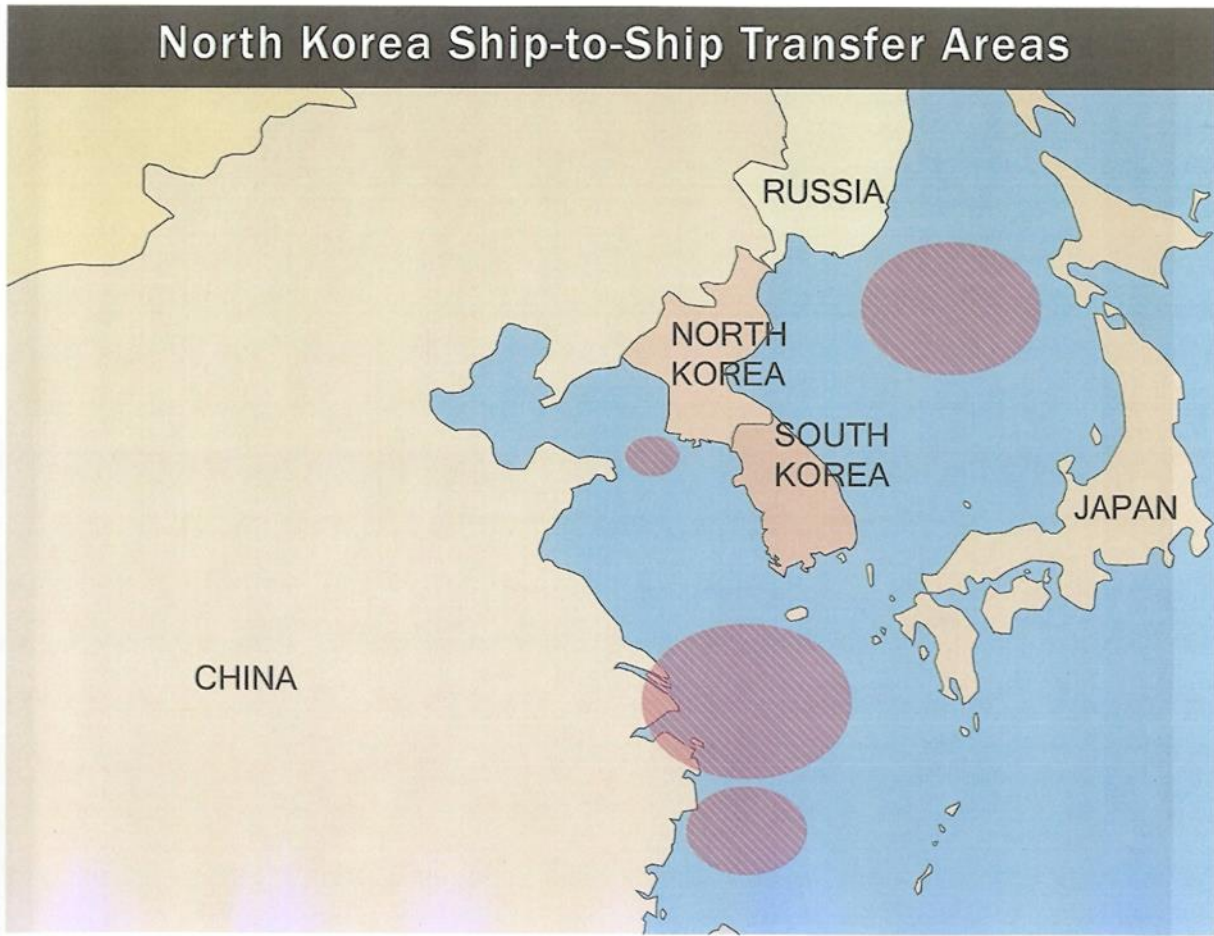 North Korea Ship-to-Ship Transfer Areas
RUSSIA
NORTH
KOREA
SOUTH
KOREA
JAPAN
CHINA